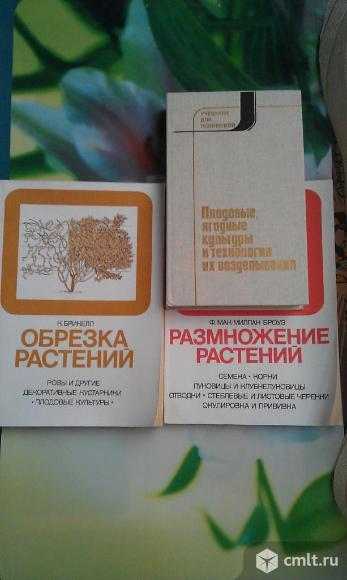 УЧЕБНИКИ
ДЛЯ
ТЕХНИКУМОВ
Плодовые,
ягодные
культуры
и технология
их возделывания
К. БРИКЕЛЛ
ОБРЕЗКА
РАСТЕНИЙ
РОЗЫ И ДРУГИЕ
ДЕКОРАТИВНЫЕ КУСТАРНИКИ
• ПЛОДОВЫЕ КУЛЬТУРЫ •
Ф. МАК-МИЛЛАН БРОУЗ
РАЗМНОЖЕНИЕ
РАСТЕНИЙ
СЕМЕНА • КОРНИ
ЛУКОВИЦЫ И КЛУБНЕЛУКОВИЦЫ
ОТВОДКИ • СТЕБЛЕВЫЕ И ЛИСТОВЫЕ ЧЕРЕНКИ
ОКУЛИРОВКА И ПРИВИВКА
cmlt.ru